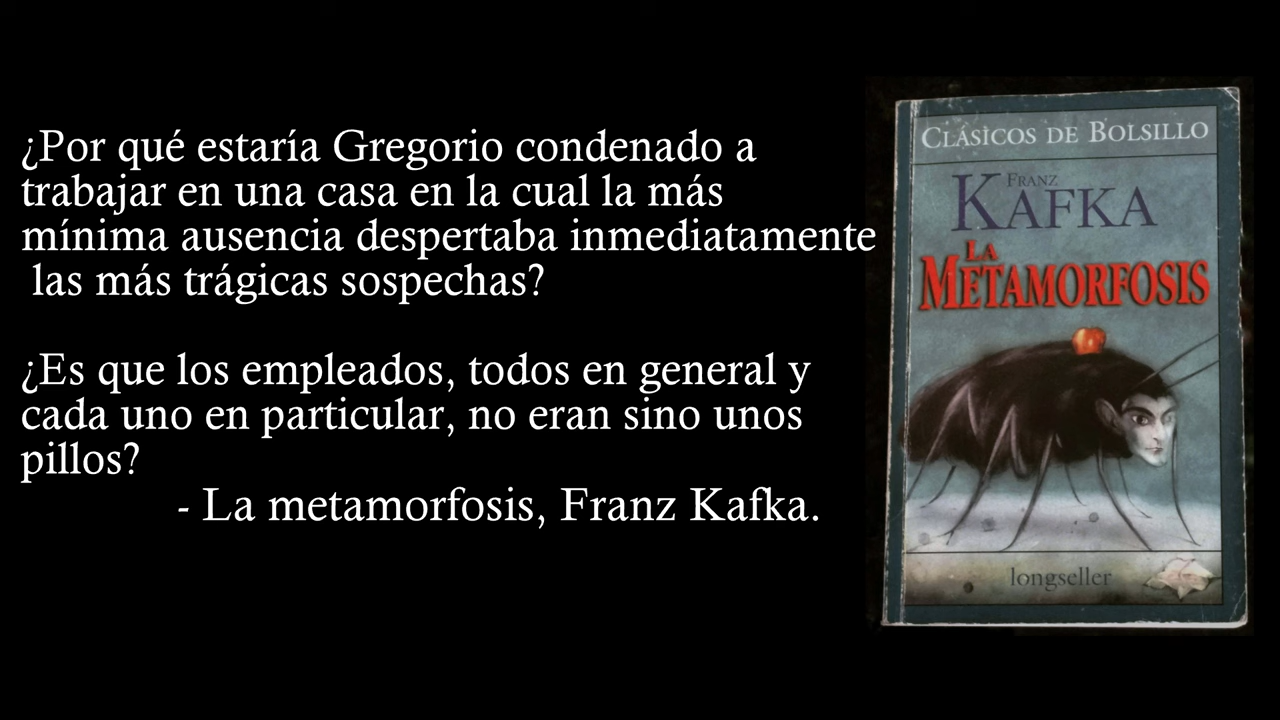 ¿Por qué estaría Gregorio condenado a
trabajar en una casa en la cual la más
mínima ausencia despertaba inmediatamente
las más trágicas sospechas?
¿Es que los empleados, todos en general y
cada uno en particular, no eran sino unos
pillos?
- La metamorfosis, Franz Kafka.
CLÁSICOS DE BOLSILLO
FRANZ
KAFKA
LA
METAMORFOSIS
longseller